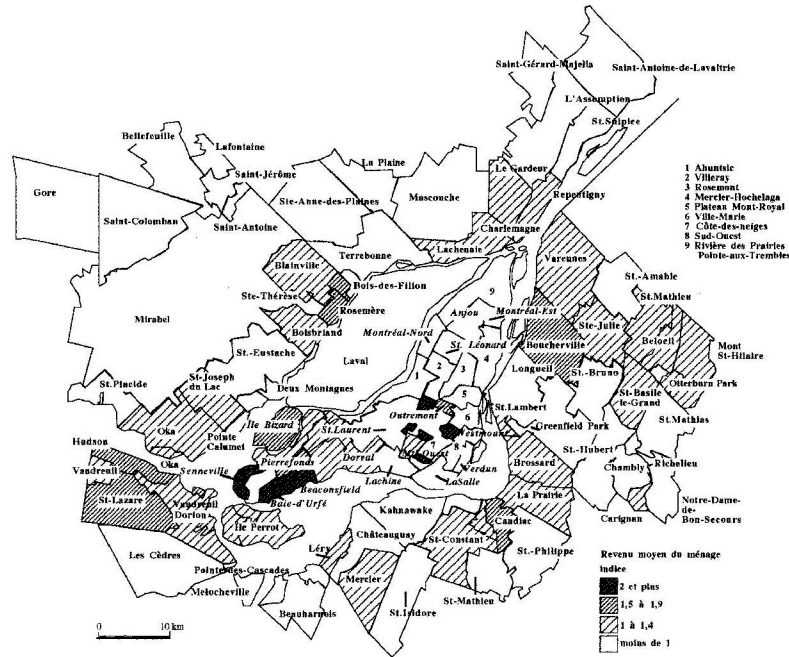 Saint-Gérard-Majella
Saint-Antoine-de-Lavaltrie
L'Assomption
St.Sulpice
Bellefeuille
Lafontaine
La Plaine
Saint-Jérôme
Le Gardeur
Gore
Ste-Anne-des-Plaines
Mascouche
Repentigny
Saint-Colomban
Saint-Antoine
Charlemagne
Terrebonne
Lachenaie
Varennes
Blainville
Bois-des-Filion
St.-Amable
Ste-Thérèse
Rosemère
Anjou
Montréal-Est
St.Mathieu
Mirabel
Boisbriand
Montréal-Nord
St. Léonard
Boucherville
Ste-Julie
Beloeil
Mont
St-Hilaire
St.-Eustache
Laval
Longueuil
St.-Bruno
St.Placide
St-Joseph
du Lac
Deux Montagnes
St-Basile
le-Grand
Otterburn Park
Outremont
St.Lambert
Oka
Pointe
Calumet
Ile Bizard
St.Laurent
Westmount
Greenfield Park
St.Mathias
Hudson
Oka
Pierrefonds
Dorval
Mt-Ouest
St.-Hubert
Vaudreuil
Senneville
Verdun
Brossard
Chambly
Richelieu
St-Lazare
Beaconsfield
Lachine
LaSalle
Vaudreuil
Dorion
Baie-d'Urfé
La Prairie
Notre-Dame-
de-Bon-Secours
Ile Perrot
Kahnawake
Candiac
Carignan
Les Cèdres
Châteauguay
St-Constant
St.-Philippe
Léry
Pointe-des-Cascades
Mercier
Melocheville
St-Mathieu
Beauharnois
St.Isidore
1 2 3 4 5 6 7 8 9
1 Ahuntsic
2 Villeray
3 Rosemont
4 Mercier-Hochelaga
5 Plateau Mont-Royal
6 Ville-Marie
7 Côte-des-neiges
8 Sud-Ouest
9 Rivière des Prairies
Pointe-aux-Trembles
Revenu moyen du ménage
indice
2 et plus
1,5 à 1,9
1 à 1,4
moins de 1
0 10 km